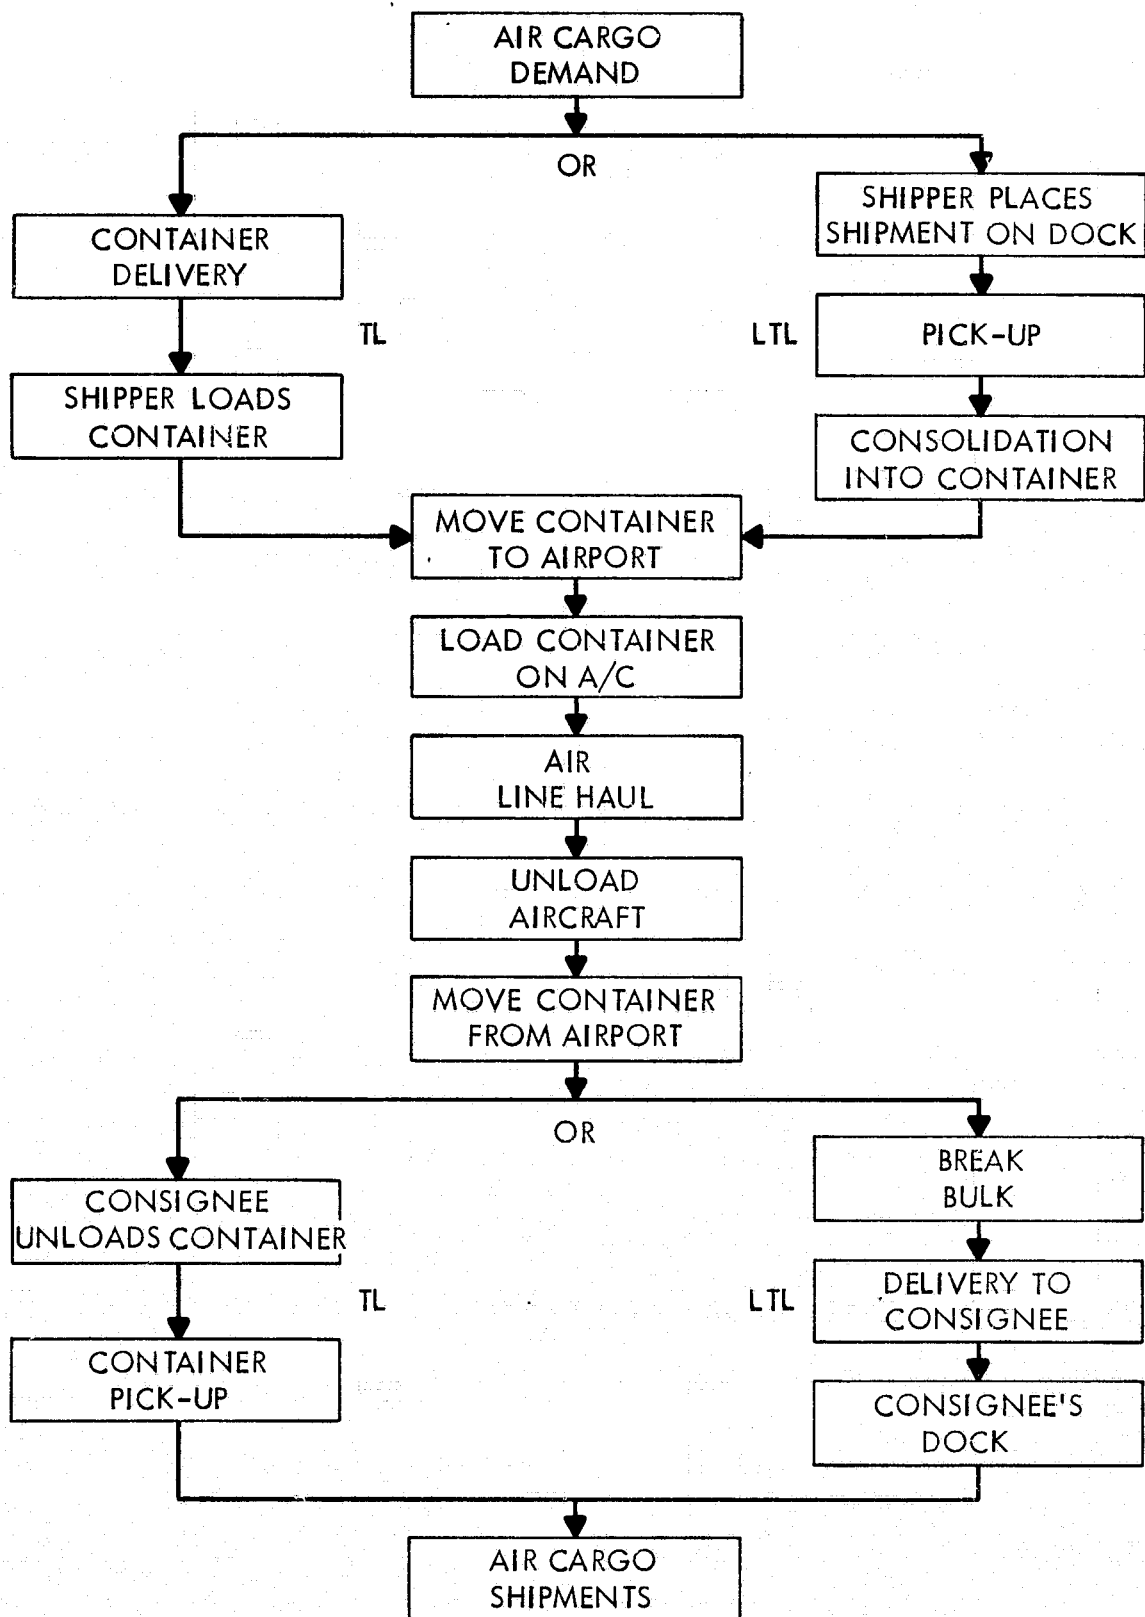 AIR CARGO
DEMAND
OR
CONTAINER
DELIVERY
TL
SHIPPER LOADS
CONTAINER
SHIPPER PLACES
SHIPMENT ON DOCK
LTL
PICK-UP
CONSOLIDATION
INTO CONTAINER
MOVE CONTAINER
TO AIRPORT
LOAD CONTAINER
ON A/C
AIR
LINE HAUL
UNLOAD
AIRCRAFT
MOVE CONTAINER
FROM AIRPORT
OR
CONSIGNEE
UNLOADS CONTAINER
TL
CONTAINER
PICK-UP
BREAK
BULK
LTL
DELIVERY TO
CONSIGNEE
CONSIGNEE'S
DOCK
AIR CARGO
SHIPMENTS